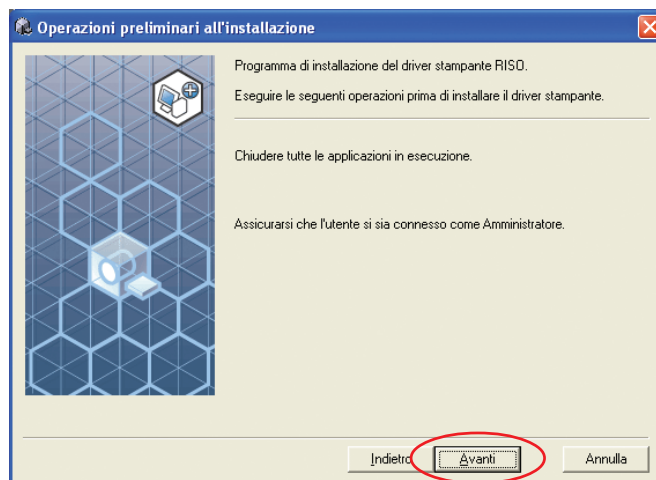 Operazioni preliminari all'installazione
Programma di installazione del driver stampante RISO.
Eseguire le seguenti operazioni prima di installare il driver stampante.
Chiudere tutte le applicazioni in esecuzione.
Assicurarsi che l'utente si sia connesso come Amministratore.
Indietro Avanti Annulla